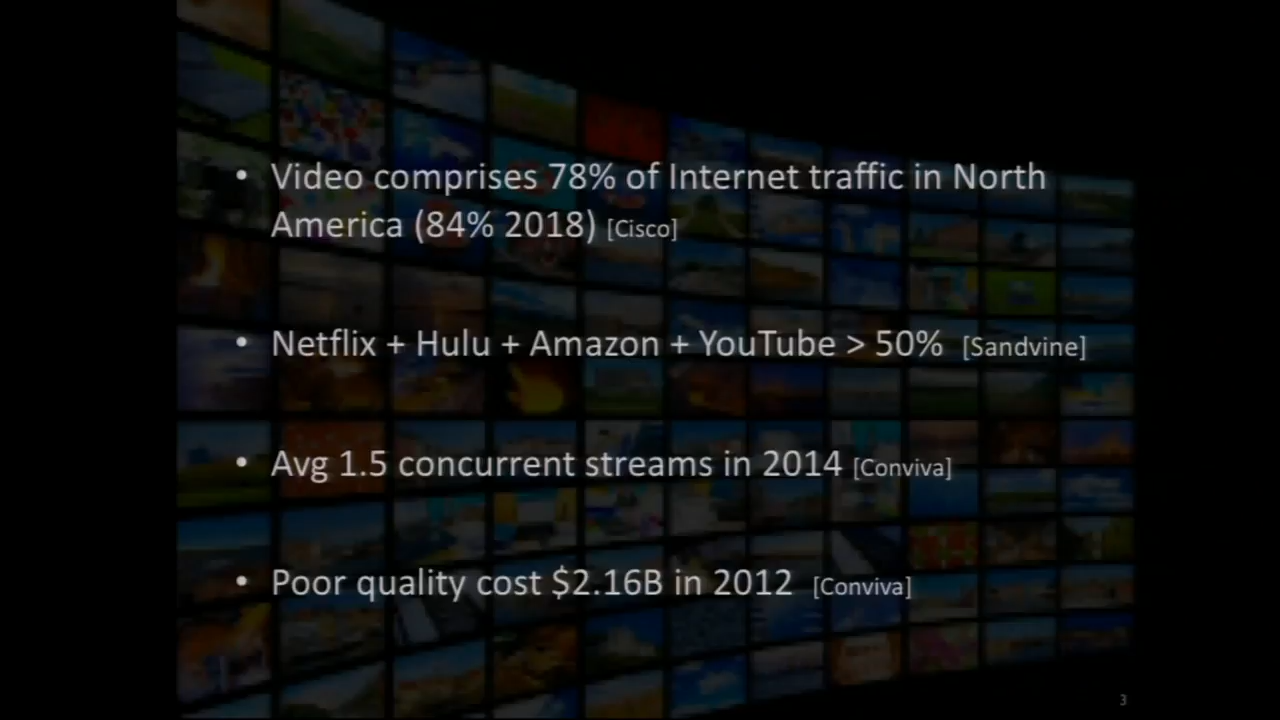 • Video comprises 78% of Internet traffic in North
America (84% 2018) [Cisco]
• Netflix + Hulu + Amazon + YouTube > 50% [Sandvine]
• Avg 1.5 concurrent streams in 2014 [Conviva]
• Poor quality cost $2.16B in 2012 [Conviva]
3